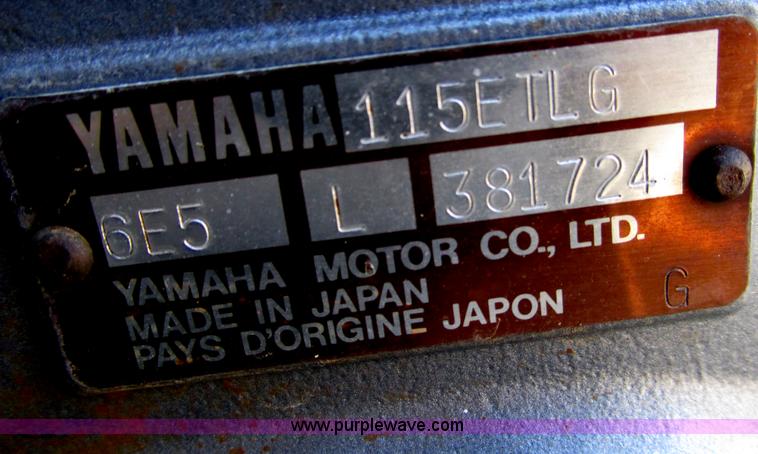 YAMAHA 115ETLG
6E5 L 381724
YAMAHA MOTOR CO., LTD.
MADE IN JAPAN
PAYS D'ORIGINE JAPON G
www.purplewave.com